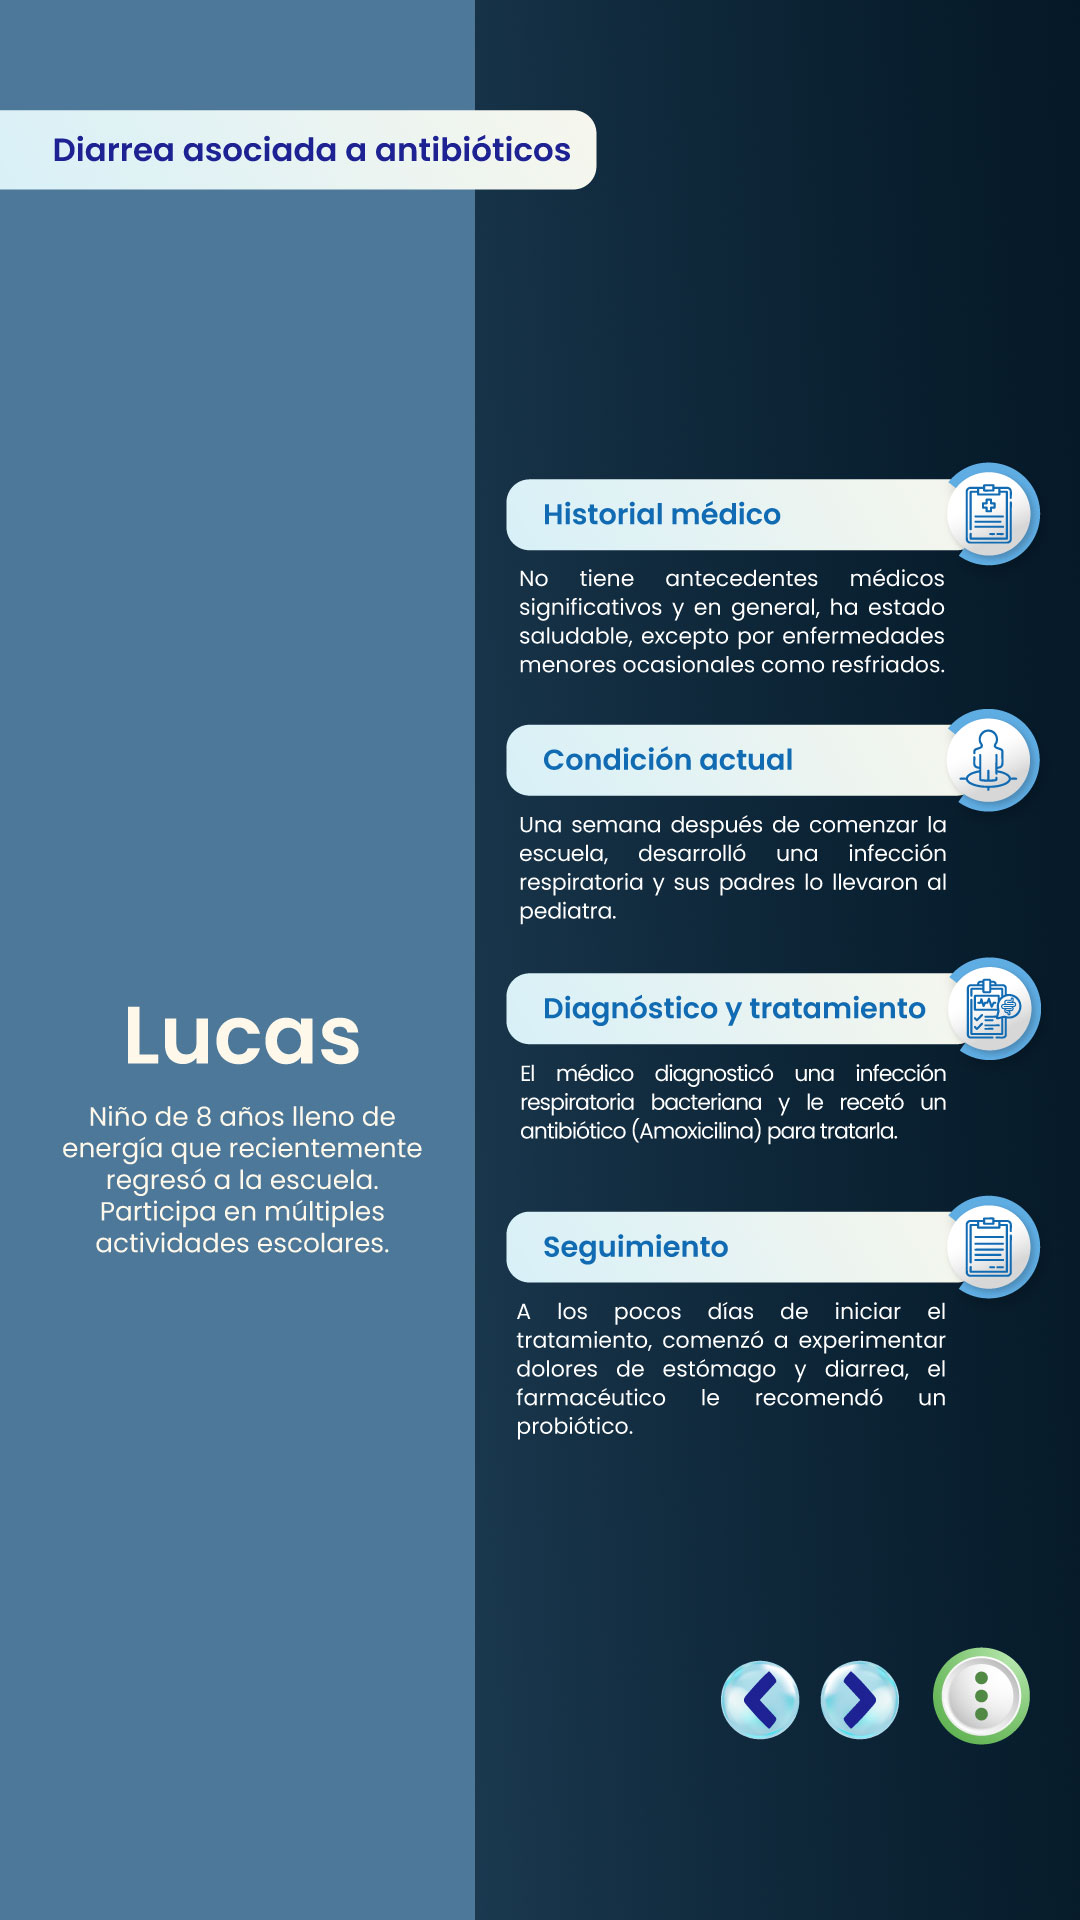 Diarrea asociada a antibióticos
Lucas
Niño de 8 años lleno de
energía que recientemente
regresó a la escuela.
Participa en múltiples
actividades escolares.
Historial médico
No tiene antecedentes médicos
significativos y en general, ha estado
saludable, excepto por enfermedades
menores ocasionales como resfriados.
Condición actual
Una semana después de comenzar la
escuela, desarrolló una infección
respiratoria y sus padres lo llevaron al
pediatra.
Diagnóstico y tratamiento
El médico diagnosticó una infección
respiratoria bacteriana y le recetó un
antibiótico (Amoxicilina) para tratarla.
Seguimiento
A los pocos días de iniciar el
tratamiento, comenzó a experimentar
dolores de estómago y diarrea, el
farmacéutico le recomendó un
probiótico.